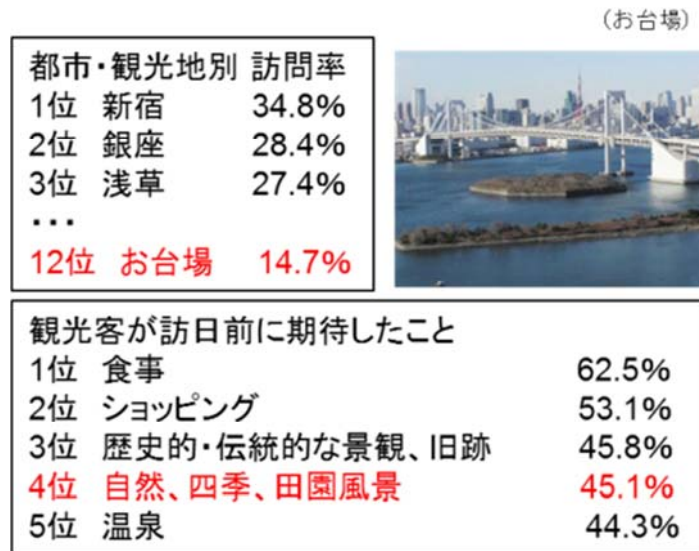 (お台場)
都市・観光地別 訪問率
1位 新宿 34.8%
2位 銀座 28.4%
3位 浅草 27.4%
・・・
12位 お台場 14.7%
観光客が訪日前に期待したこと
1位 食事 62.5%
2位 ショッピング 53.1%
3位 歴史的・伝統的な景観、旧跡 45.8%
4位 自然、四季、田園風景 45.1%
5位 温泉 44.3%